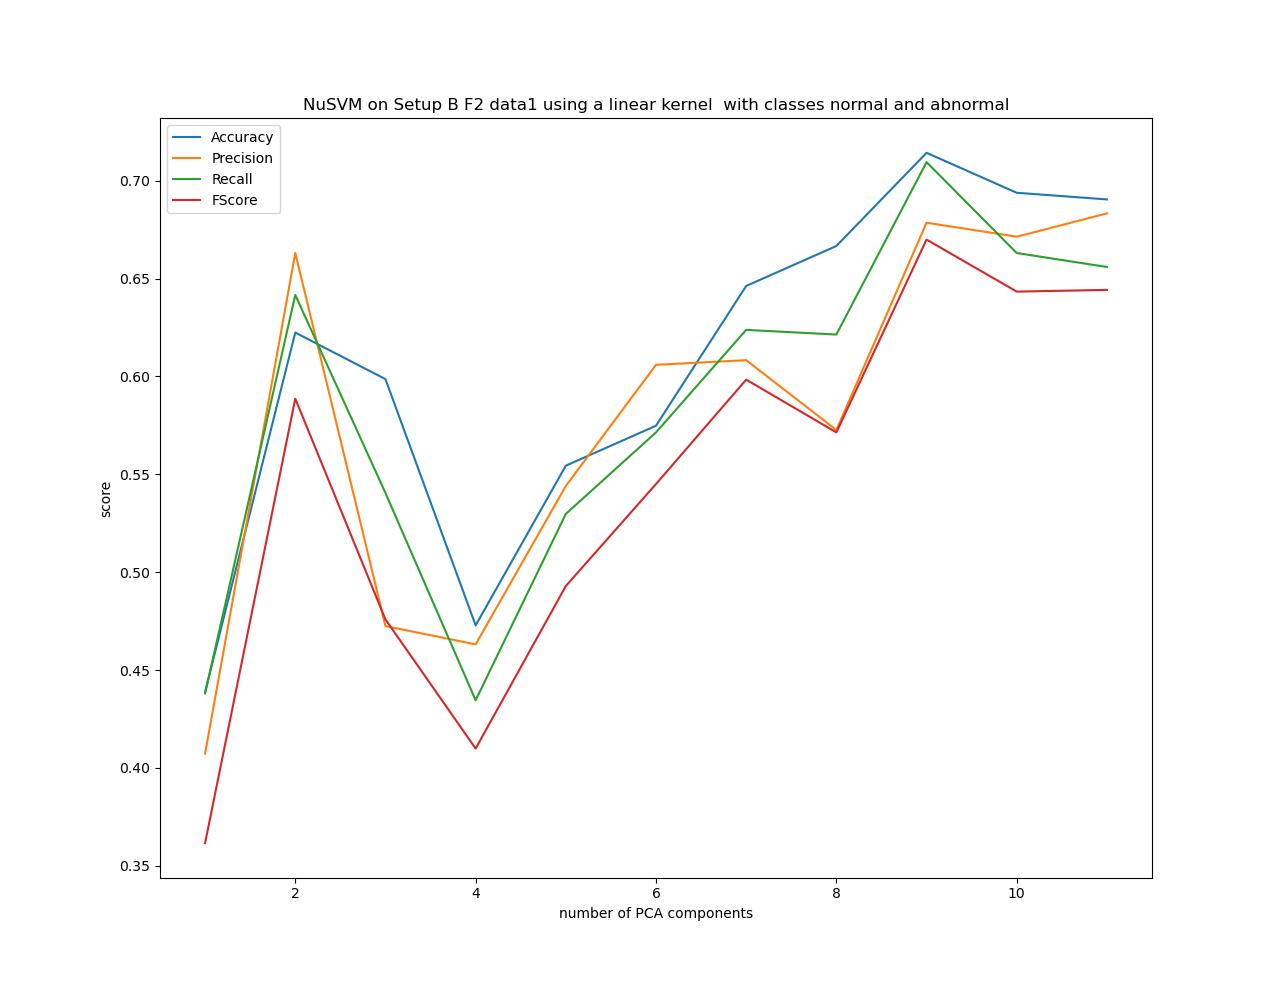 NuSVM on Setup B F2 data1 using a linear kernel  with classes normal and abnormal
Accuracy
Precision
Recall
FScore
0.70
0.65
0.60
0.55
0.50
0.45
0.40
0.35
score
2
4
6
8
10
number of PCA components